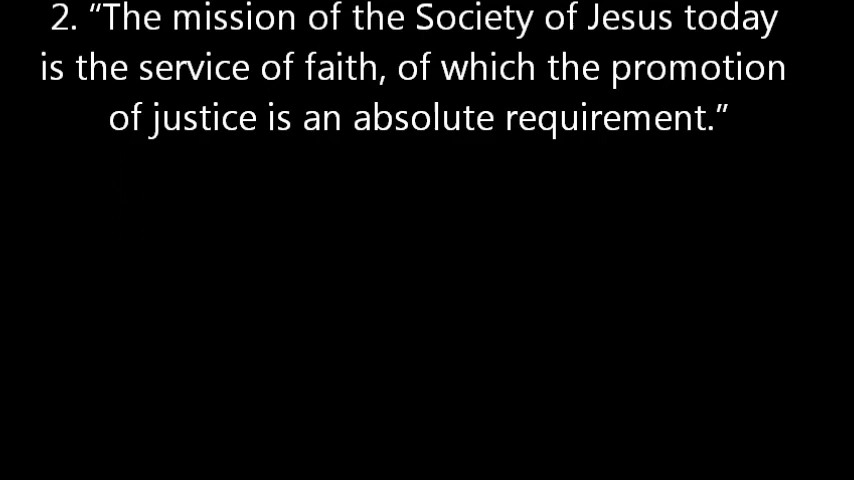 2. “The mission of the Society of Jesus today
is the service of faith, of which the promotion
of justice is an absolute requirement.”